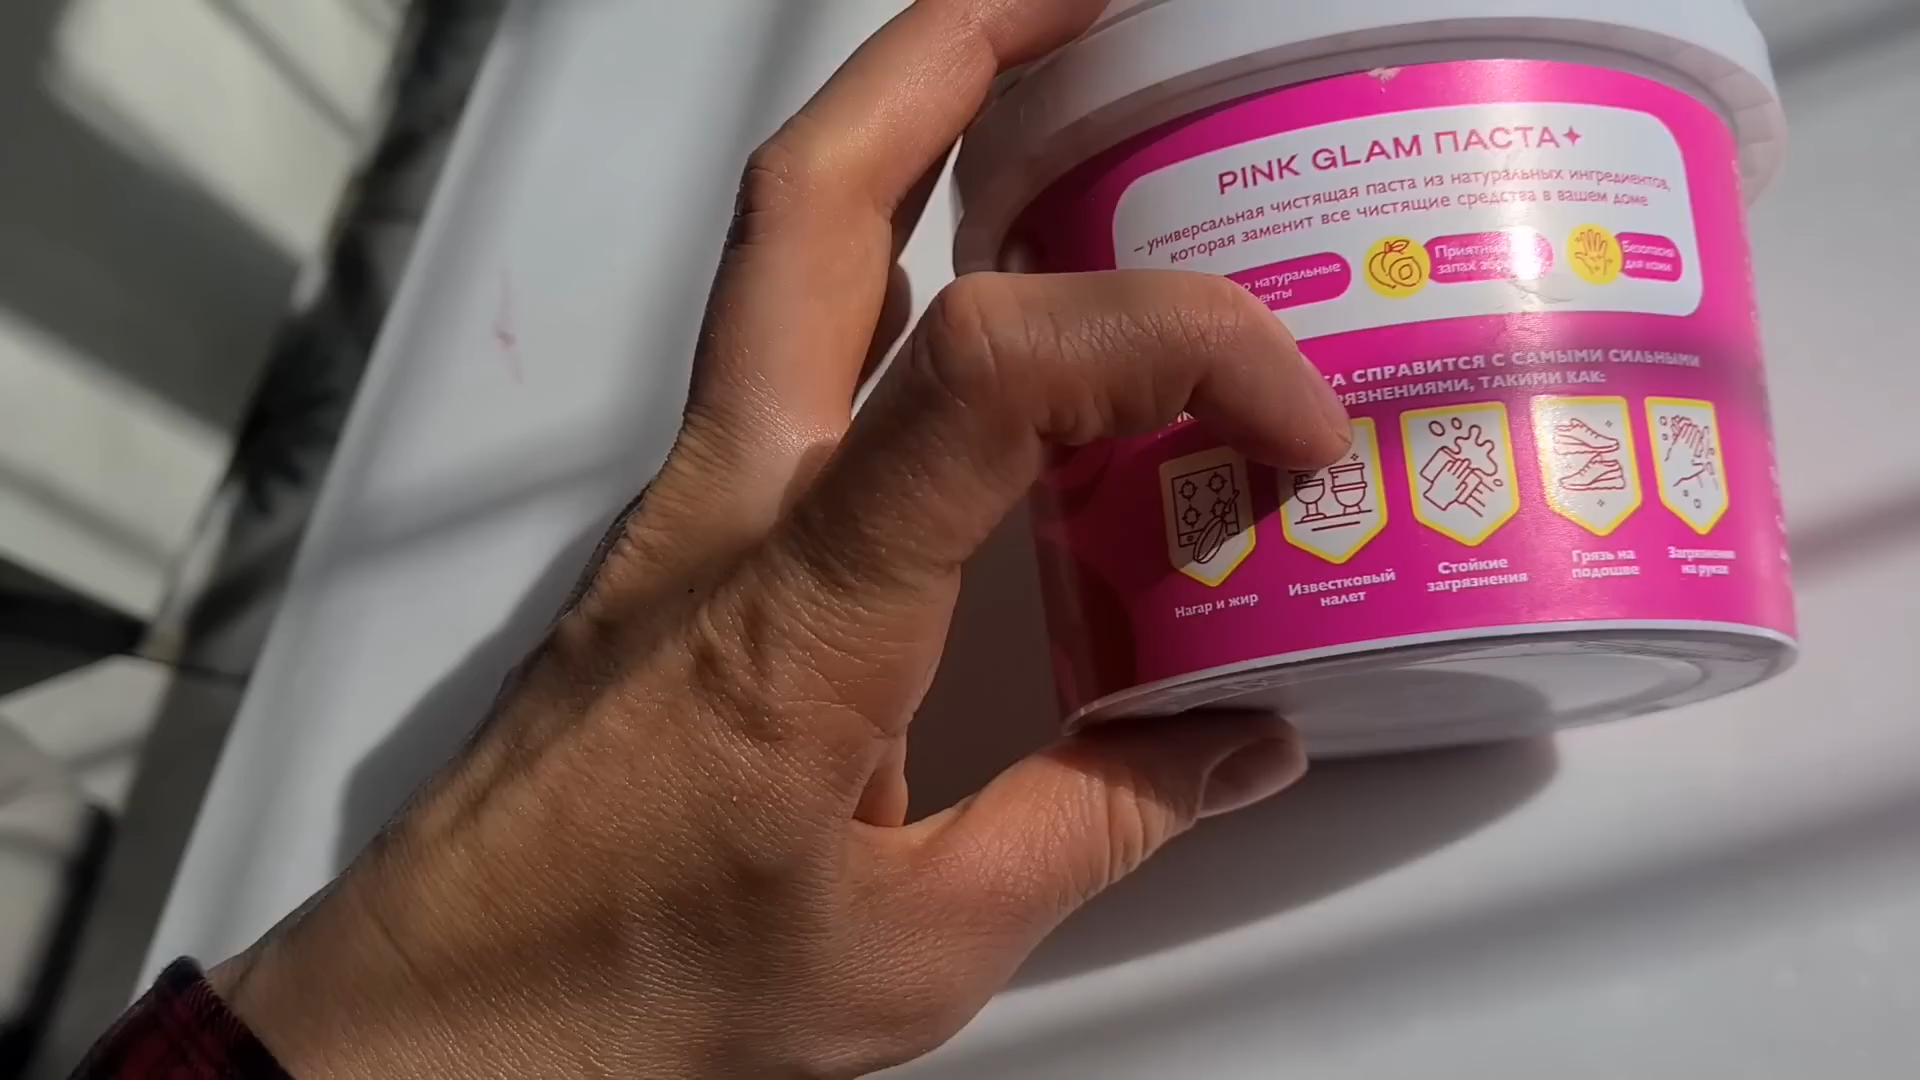 PINK GLAM ПАСТА
– универсальная чистящая паста из натуральных ингредиентов,
которая заменит все чистящие средства в вашем доме
натуральные
Приятный
запах
Безопасна
для кожи
СПРАВИТСЯ С САМЫМИ СИЛЬНЫМИ
ТАКИМИ КАК:
Нагар и жир
Известковый
налет
Стойкие
загрязнения
Грязь на
подошве
Загрязнения
на руках